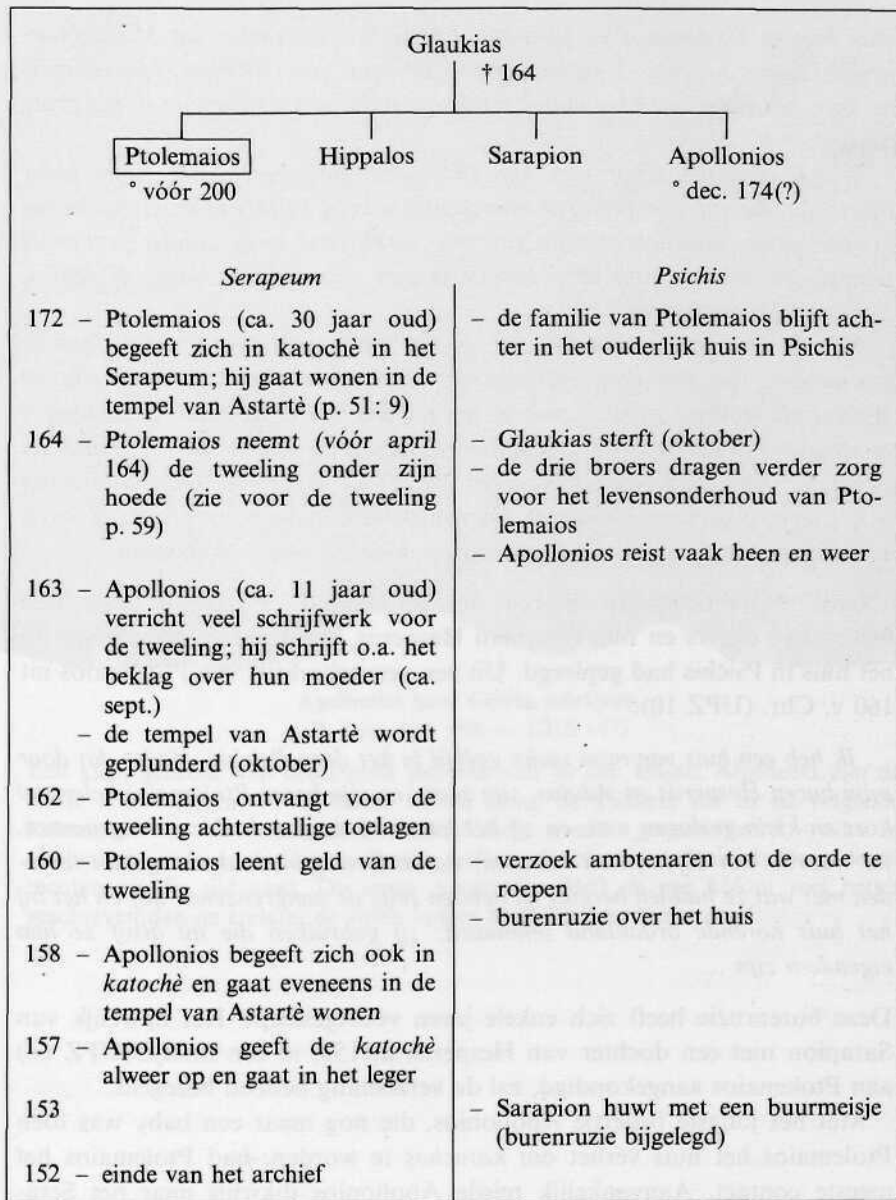 Glaukias
† 164
Ptolemaios Hippalos Sarapion Apollonios
° vóór 200 ° dec. 174(?)
Serapeum Psichis
172 – Ptolemaios (ca. 30 jaar oud)
begeeft zich in katochè in het
Serapeum; hij gaat wonen in de
tempel van Astartè (p. 51: 9)
– de familie van Ptolemaios blijft ach-
ter in het ouderlijk huis in Psichis
164 – Ptolemaios neemt (vóór april
164) de tweeling onder zijn
hoede (zie voor de tweeling
p. 59)
– Glaukias sterft (oktober)
– de drie broers dragen verder zorg
voor het levensonderhoud van Pto-
lemaios
– Apollonios reist vaak heen en weer
163 – Apollonios (ca. 11 jaar oud)
verricht veel schrijfwerk voor
de tweeling; hij schrijft o.a. het
beklag over hun moeder (ca.
sept.)
– de tempel van Astartè wordt
geplunderd (oktober)
162 – Ptolemaios ontvangt voor de
tweeling achterstallige toelagen
160 – Ptolemaios leent geld van de
tweeling
– verzoek ambtenaren tot de orde te
roepen
– burenruzie over het huis
158 – Apollonios begeeft zich ook in
katochè en gaat eveneens in de
tempel van Astartè wonen
157 – Apollonios geeft de katochè
alweer op en gaat in het leger
153 – Sarapion huwt met een buurmeisje
(burenruzie bijgelegd)
152 einde van het archief